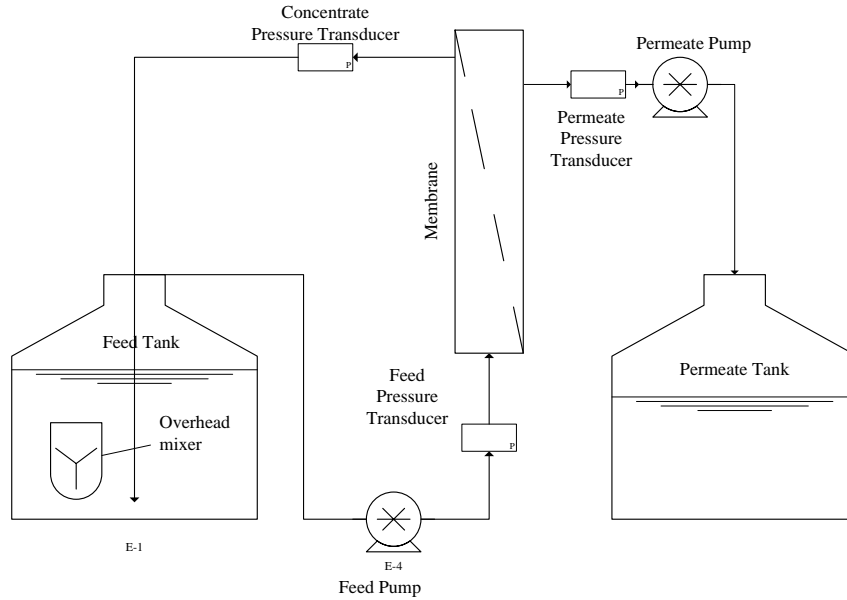 Concentrate
Pressure Transducer
P
Permeate Pump
P
Permeate
Pressure
Transducer
Membrane
Feed Tank
Feed
Pressure
Transducer
P
Permeate Tank
Overhead
mixer
E-1
E-4
Feed Pump